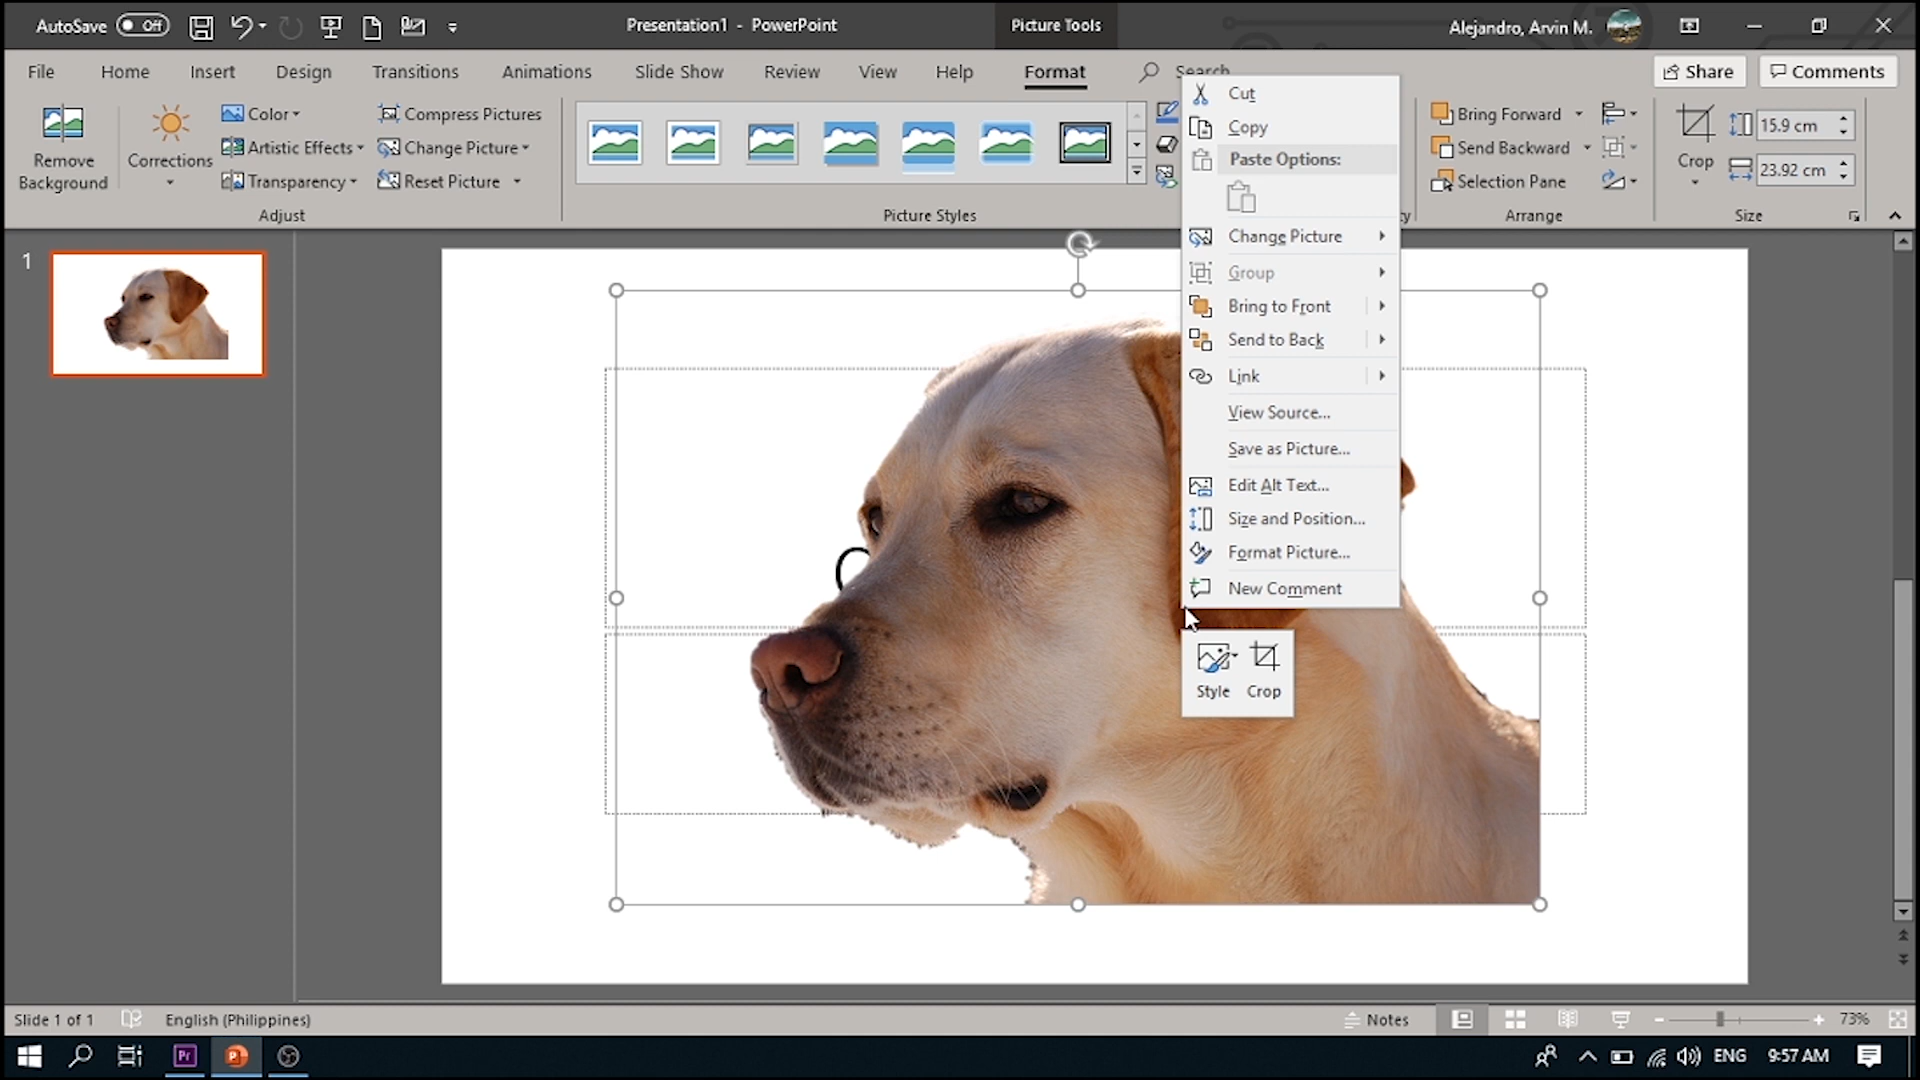 AutoSave Off
Presentation1 - PowerPoint
Picture Tools
Alejandro, Arvin M.
File Home Insert Design Transitions Animations Slide Show Review View Help Format Search
Share Comments
Remove Background
Corrections
Color
Artistic Effects
Transparency
Compress Pictures
Change Picture
Reset Picture
Adjust
Picture Styles
Bring Forward
Send Backward
Selection Pane
Arrange
Crop
15.9 cm
23.92 cm
Size
Cut
Copy
Paste Options:
Change Picture
Group
Bring to Front
Send to Back
Link
View Source...
Save as Picture...
Edit Alt Text...
Size and Position...
Format Picture...
New Comment
Style Crop
1
Slide 1 of 1 English (Philippines)
Notes
73%
Pr
P
ENG 9:57 AM